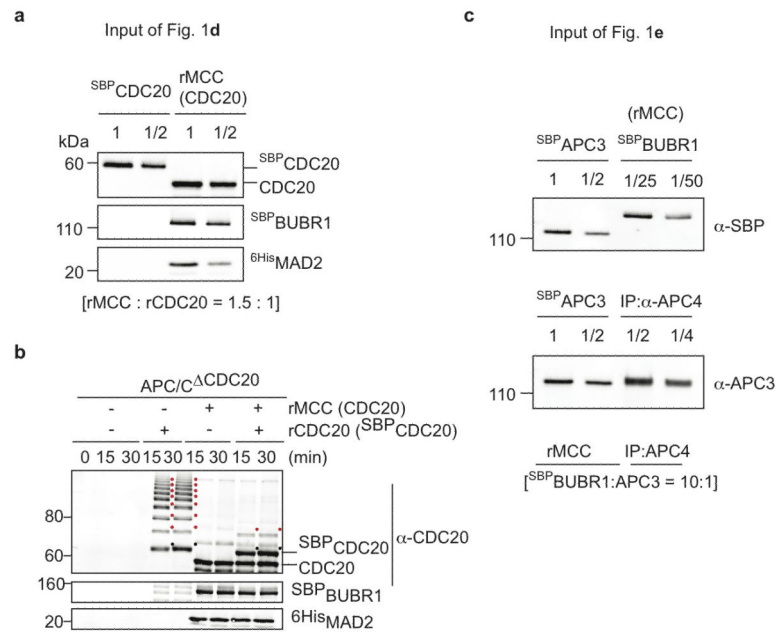 a
Input of Fig. 1d
SBPCDC20 rMCC (CDC20)
kDa 1 1/2 1 1/2
60 SBPCDC20
CDC20
110 SBPBUBR1
20 6HisMAD2
[rMCC : rCDC20 = 1.5 : 1]
b
APC/CΔCDC20
- - + + rMCC (CDC20)
- + - + rCDC20 (SBPCDC20)
0 15 30 15 30 15 30 15 30 (min)
80
α-CDC20
SBPCDC20
60
CDC20
160 SBPBUBR1
20 6HisMAD2
c
Input of Fig. 1e
(rMCC)
SBPAPC3 SBPBUBR1
1 1/2 1/25 1/50
α-SBP
110
SBPAPC3 IP:α-APC4
1 1/2 1/2 1/4
α-APC3
110
rMCC IP:APC4
[SBPBUBR1:APC3 = 10:1]